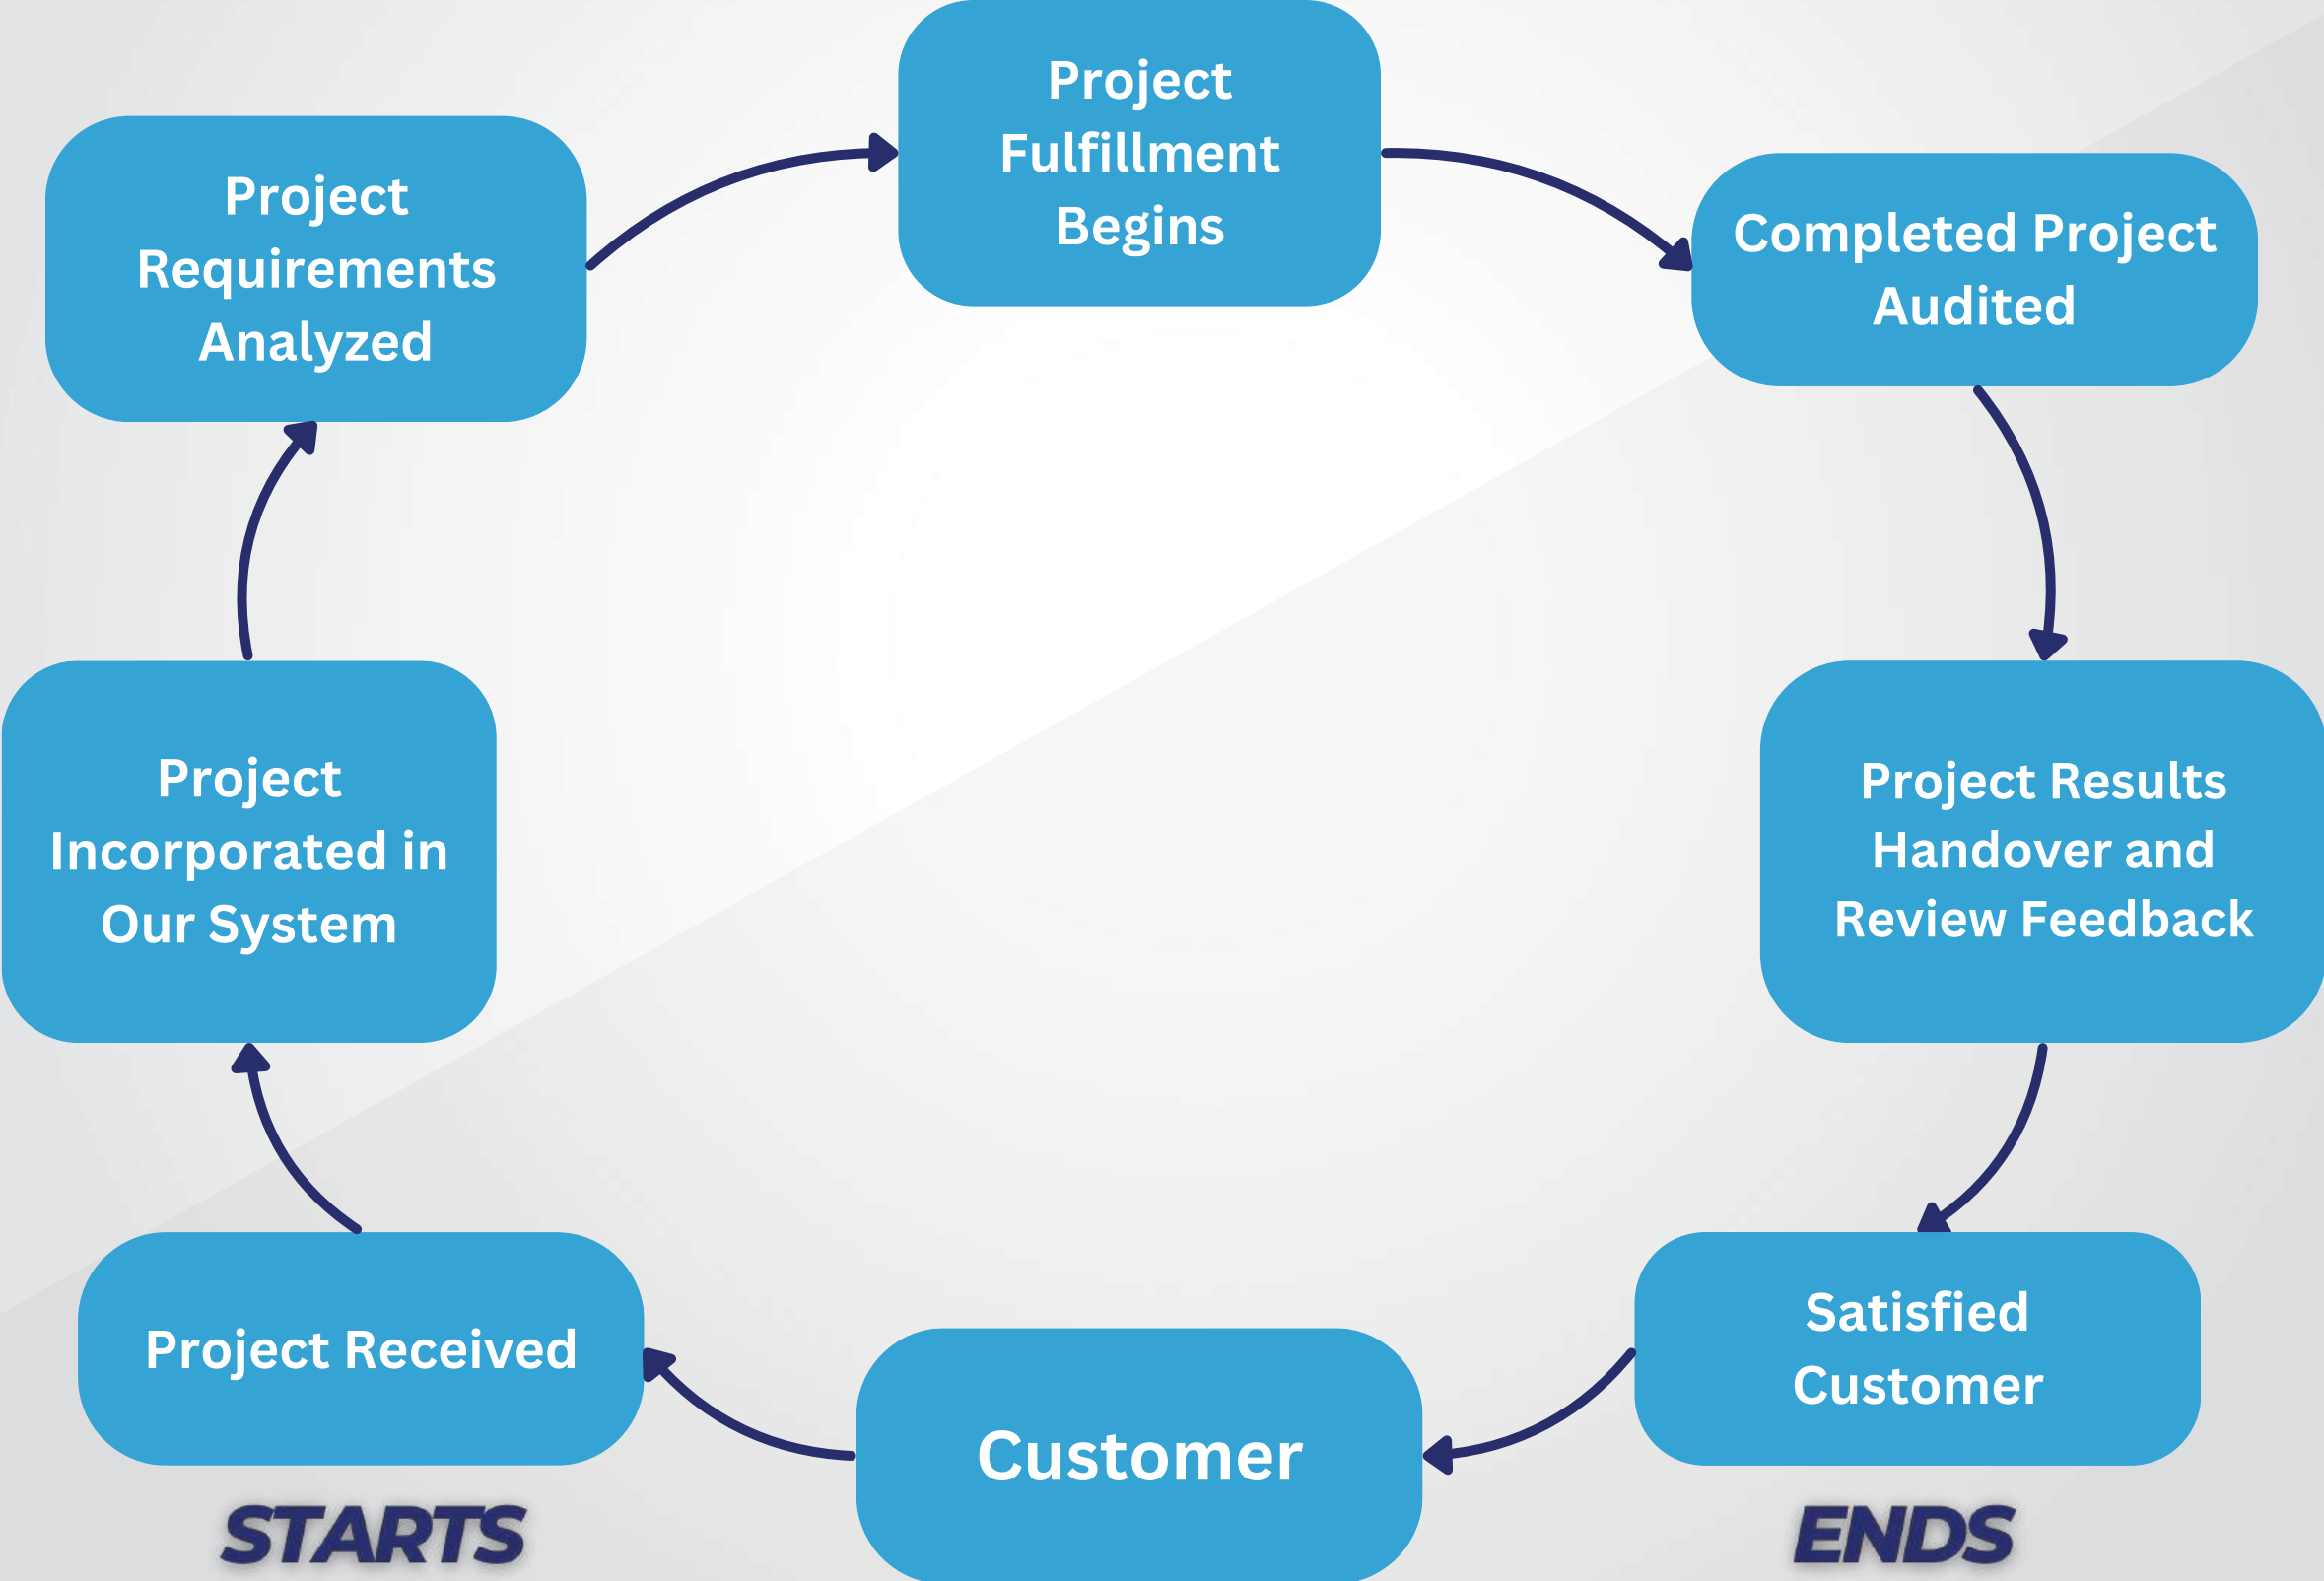 Project
Fulfillment
Begins
Project
Requirements
Analyzed
Completed Project
Audited
Project
Incorporated in
Our System
Project Results
Handover and
Review Feedback
Project Received
Customer
Satisfied
Customer
STARTS
ENDS